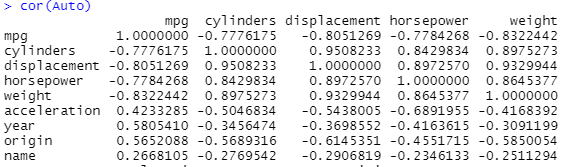 > cor(Auto)
mpg cylinders displacement horsepower weight
mpg 1.0000000 -0.7776175 -0.8051269 -0.7784268 -0.8322442
cylinders -0.7776175 1.0000000 0.9508233 0.8429834 0.8975273
displacement -0.8051269 0.9508233 1.0000000 0.8972570 0.9329944
horsepower -0.7784268 0.8429834 0.8972570 1.0000000 0.8645377
weight -0.8322442 0.8975273 0.9329944 0.8645377 1.0000000
acceleration 0.4233285 -0.5046834 -0.5438005 -0.6891955 -0.4168392
year 0.5805410 -0.3456474 -0.3698552 -0.4163615 -0.3091199
origin 0.5652088 -0.5689316 -0.6145351 -0.4551715 -0.5850054
name 0.2668105 -0.2769542 -0.2906819 -0.2346133 -0.2511294